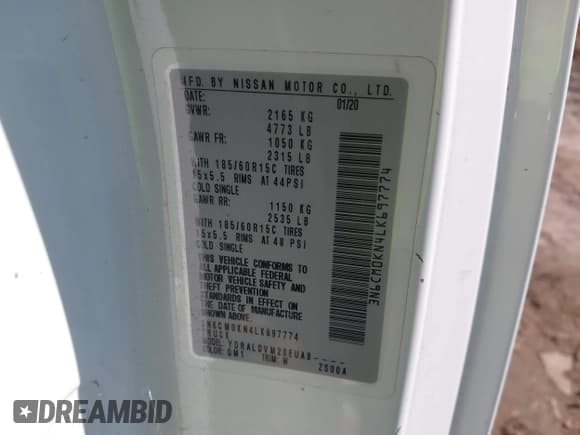 MFD. BY NISSAN MOTOR CO., LTD.
DATE: 01/20
GVWR: 2165 KG
4773 LB
GAWR FR: 1050 KG
2315 LB
WITH 185/60R15C TIRES
15x5.5 RIMS AT 44PSI
COLD SINGLE
GAWR RR: 1150 KG
2535 LB
WITH 185/60R15C TIRES
15x5.5 RIMS AT 48 PSI
COLD SINGLE
THIS VEHICLE CONFORMS TO
ALL APPLICABLE FEDERAL
MOTOR VEHICLE SAFETY AND
THEFT PREVENTION
STANDARDS IN EFFECT ON
THE DATE OF MANUFACTURE
SHOWN ABOVE.
3N6CM0KN4LK697774
TRUCK
COLOR: QM1 TRIM: W 2S00A
3N6CM0KN4LK697774
DREAMBID